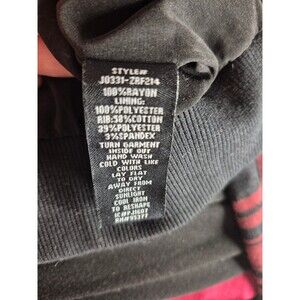 STYLE#
J0331-ZBF214
100%RAYON
LINING:
100%POLYESTER
RIB:58%COTTON
39%POLYESTER
3%SPANDEX
TURN GARMENT
INSIDE OUT
HAND WASH
COLD WITH LIKE
COLORS
LAY FLAT
TO DRY
AWAY FROM
DIRECT
SUNLIGHT
COOL IRON
TO RESHAPE